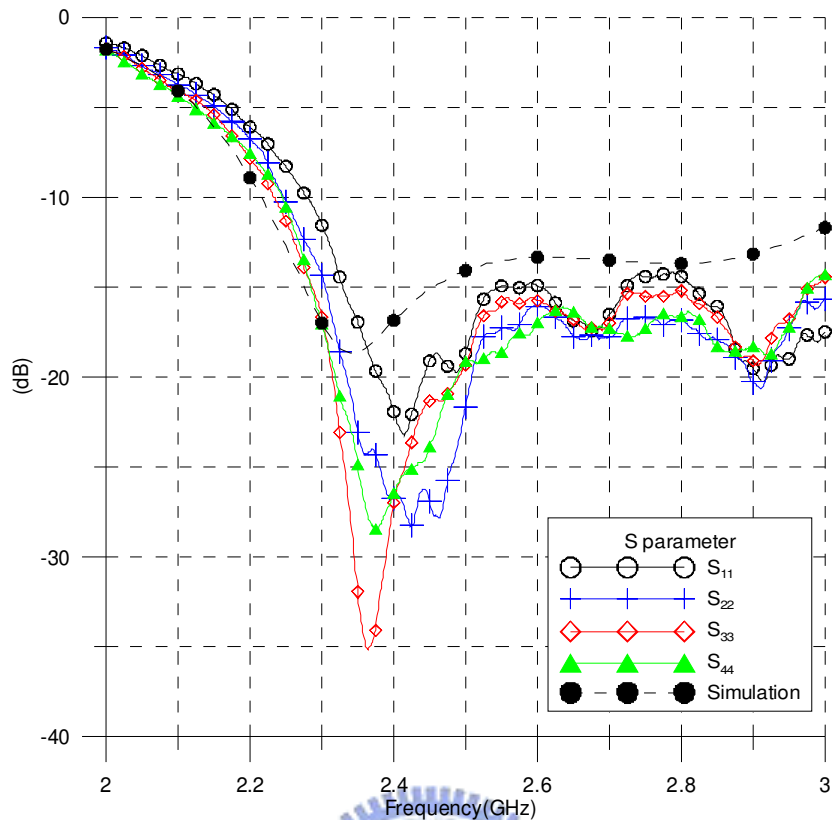 0
-10
-20
-30
-40
(dB)
2
2.2
2.4
2.6
2.8
3
Frequency(GHz)
S parameter
S11
S22
S33
S44
Simulation